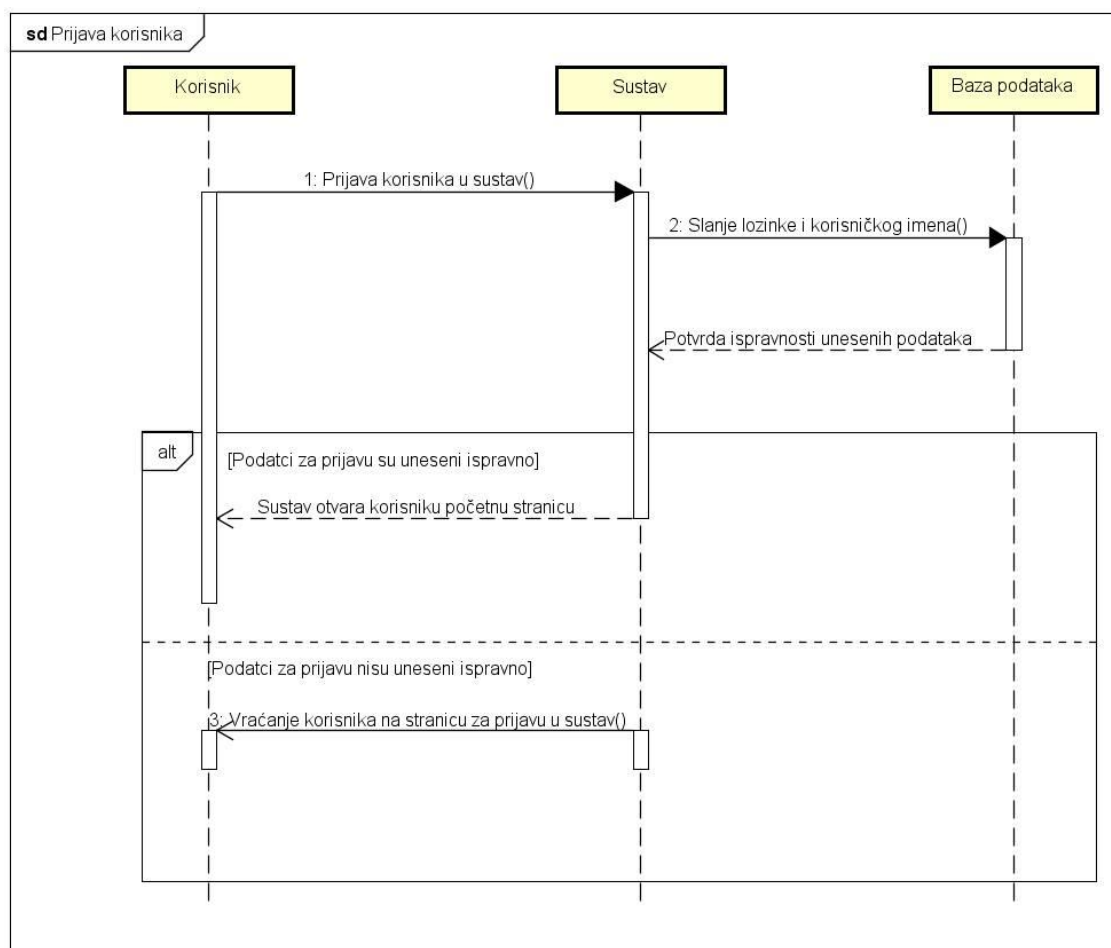 sd Prijava korisnika
Korisnik
Sustav
Baza podataka
1: Prijava korisnika u sustav()
2: Slanje lozinke i korisničkog imena()
Potvrda ispravnosti unesenih podataka
alt
[Podatci za prijavu su uneseni ispravno]
Sustav otvara korisniku početnu stranicu
[Podatci za prijavu nisu uneseni ispravno]
3: Vraćanje korisnika na stranicu za prijavu u sustav()